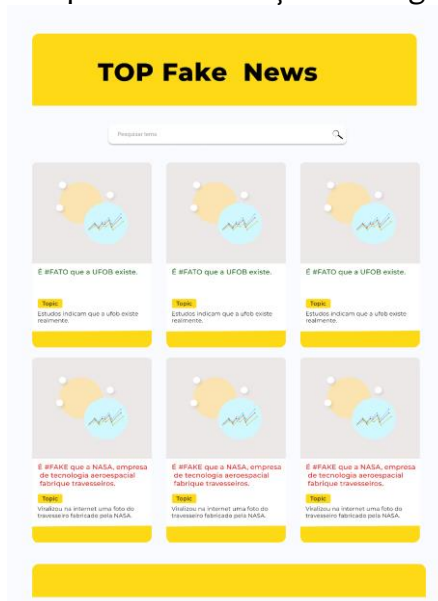 TOP Fake News
Pesquisar tema
É #FATO que a UFOB existe.
Topic
Estudos indicam que a ufob existe
realmente.
É #FATO que a UFOB existe.
Topic
Estudos indicam que a ufob existe
realmente.
É #FATO que a UFOB existe.
Topic
Estudos indicam que a ufob existe
realmente.
É #FAKE que a NASA, empresa
de tecnologia aeroespacial
fabrique travesseiros.
Topic
Viralizou na internet uma foto do
travesseiro fabricado pela NASA.
É #FAKE que a NASA, empresa
de tecnologia aeroespacial
fabrique travesseiros.
Topic
Viralizou na internet uma foto do
travesseiro fabricado pela NASA.
É #FAKE que a NASA, empresa
de tecnologia aeroespacial
fabrique travesseiros.
Topic
Viralizou na internet uma foto do
travesseiro fabricado pela NASA.